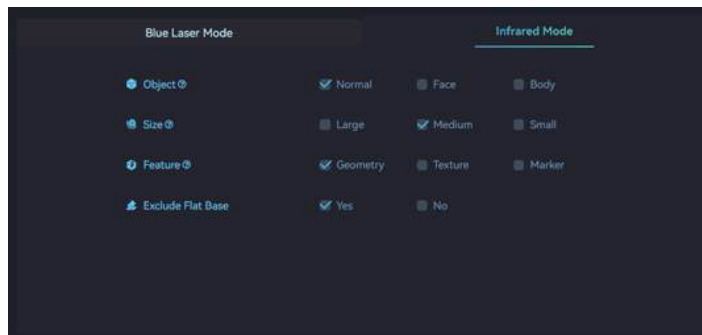 Blue Laser Mode Infrared Mode
Object Normal Face Body
Size Large Medium Small
Feature Geometry Texture Marker
Exclude Flat Base Yes No